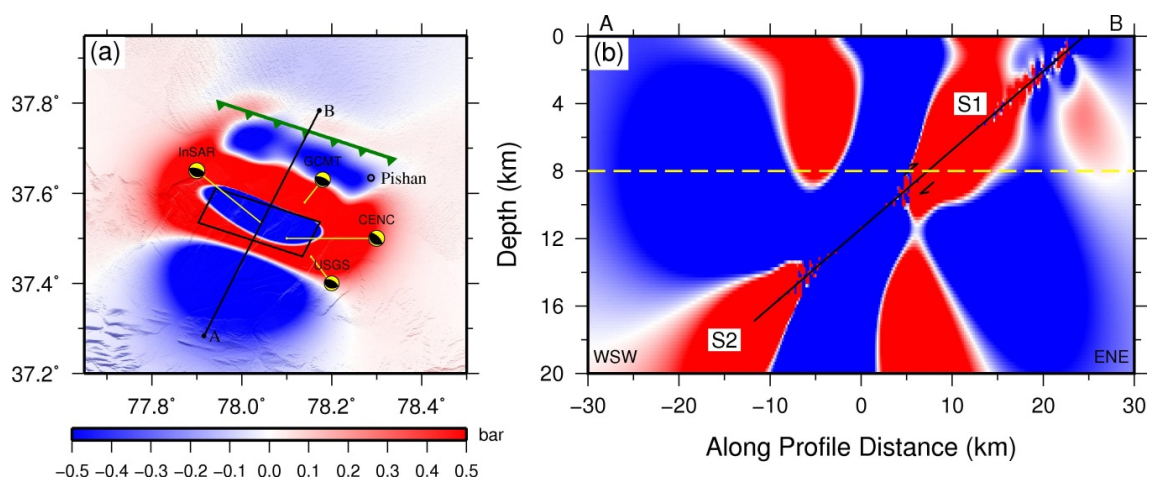 (a)
37.8°
37.6°
37.4°
37.2°
77.8° 78.0° 78.2° 78.4°
B
InSAR
GCMT
Pishan
CENC
USGS
A
bar
−0.5 −0.4 −0.3 −0.2 −0.1 0.0 0.1 0.2 0.3 0.4 0.5
A B
(b)
0
4
8
12
16
20
Depth (km)
S1
S2
WSW ENE
−30 −20 −10 0 10 20 30
Along Profile Distance (km)